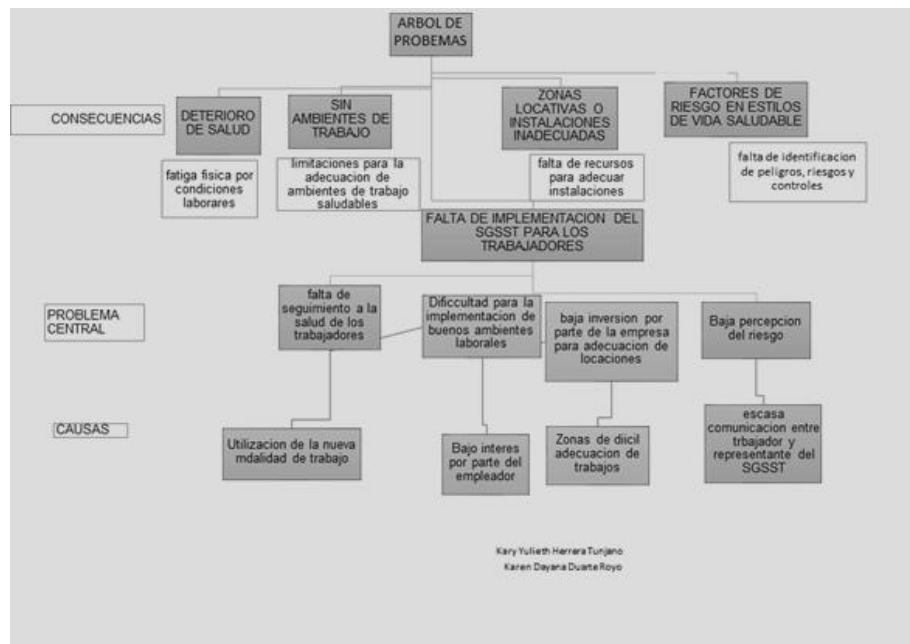 ARBOL DE
PROBEMAS
CONSECUENCIAS
DETERIORO
DE SALUD
SIN
AMBIENTES DE
TRABAJO
ZONAS
LOCATIVAS O
INSTALACIONES
INADECUADAS
FACTORES DE
RIESGO EN ESTILOS
DE VIDA SALUDABLE
fatiga fisica por
condiciones
laborares
limitaciones para la
adecuacion de
ambientes de trabajo
saludables
falta de recursos
para adecuar
instalaciones
falta de identificacion
de peligros, riesgos y
controles
FALTA DE IMPLEMENTACION DEL
SGSST PARA LOS
TRABAJADORES
PROBLEMA
CENTRAL
falta de
seguimiento a la
salud de los
trabajadores
Dificcultad para la
implementacion de
buenos ambientes
laborales
baja inversion por
parte de la empresa
para adecuacion de
locaciones
Baja percepcion
del riesgo
CAUSAS
Utilizacion de la nueva
mdalidad de trabajo
Bajo interes
por parte del
empleador
Zonas de diicil
adecuacion de
trabajos
escasa
comunicacion entre
trbajador y
representante del
SGSST
Kary Yulieth Herrera Tunjano
Karen Dayana Duarte Royo